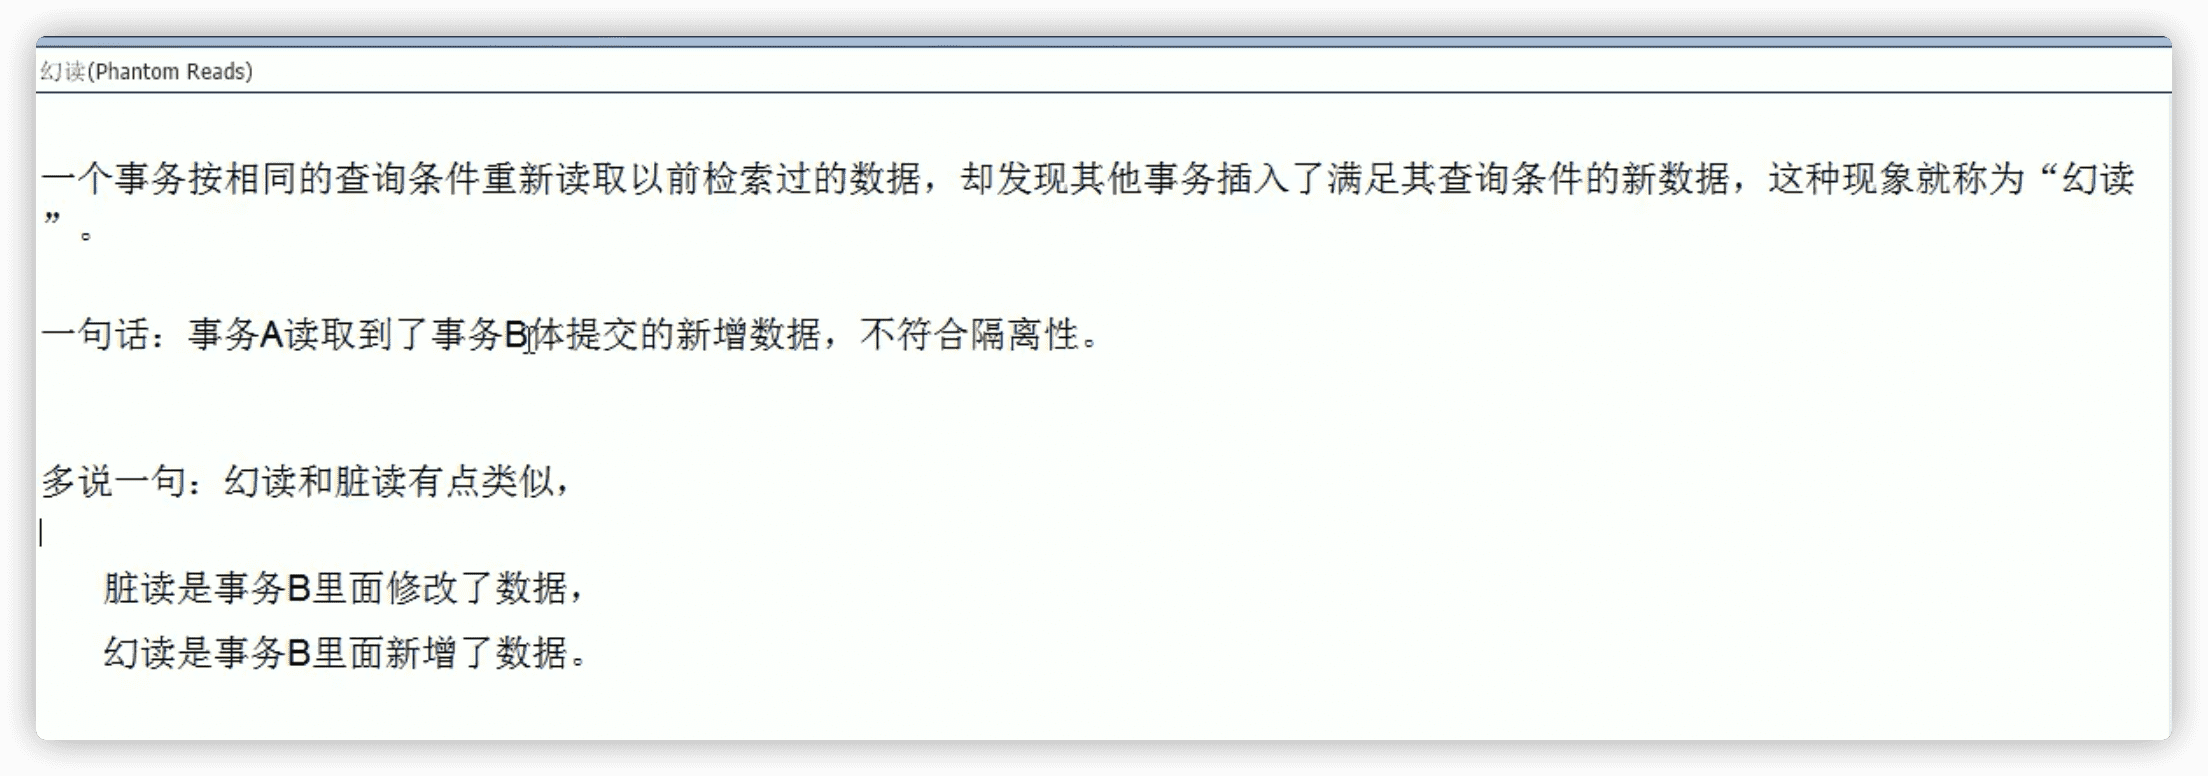 幻读(Phantom Reads)
一个事务按相同的查询条件重新读取以前检索过的数据，却发现其他事务插入了满足其查询条件的新数据，这种现象就称为“幻读
”。
一句话：事务A读取到了事务B体提交的新增数据，不符合隔离性。
多说一句：幻读和脏读有点类似，
脏读是事务B里面修改了数据，
幻读是事务B里面新增了数据。